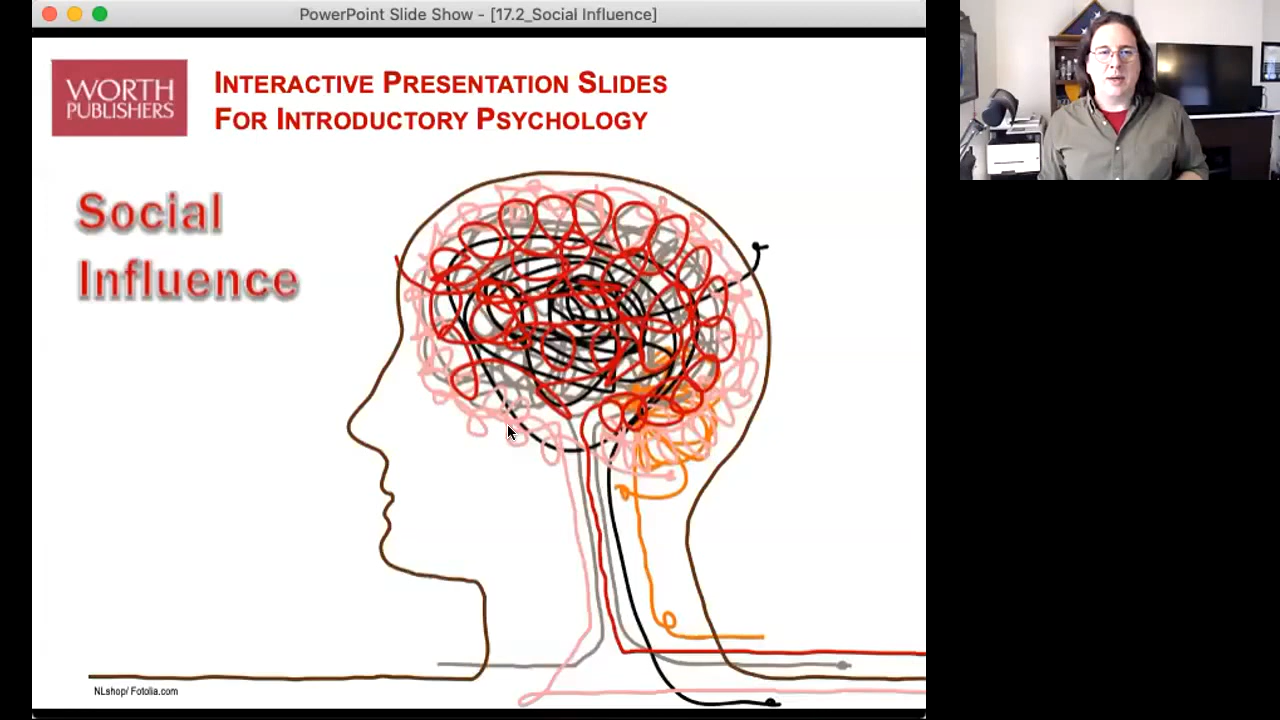 PowerPoint Slide Show - [17.2_Social Influence]
WORTH
PUBLISHERS
INTERACTIVE PRESENTATION SLIDES
FOR INTRODUCTORY PSYCHOLOGY
Social
Influence
NLshop/ Fotolia.com